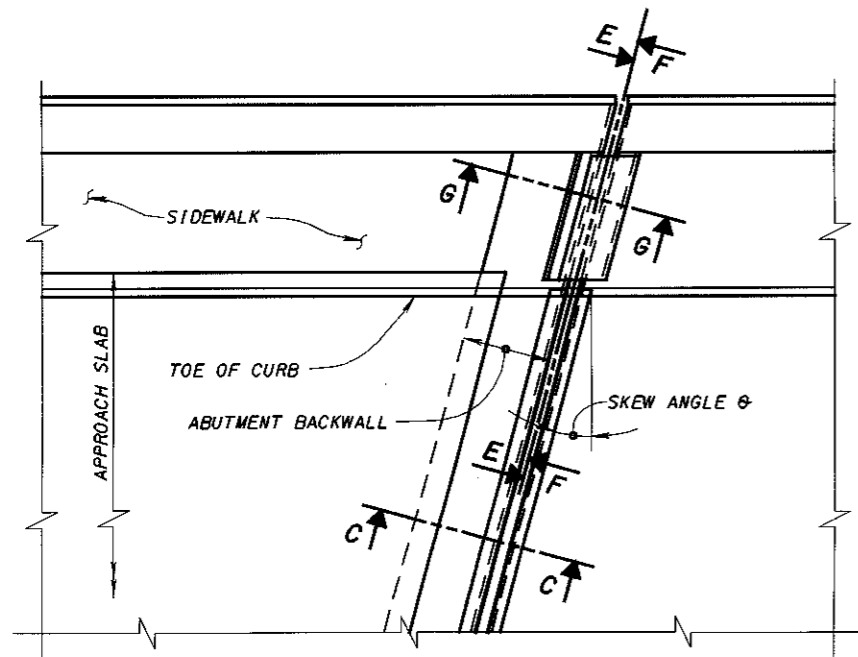 E F
G
SIDEWALK
G
TOE OF CURB
APPROACH SLAB
ABUTMENT BACKWALL
SKEW ANGLE θ
E F
C
C